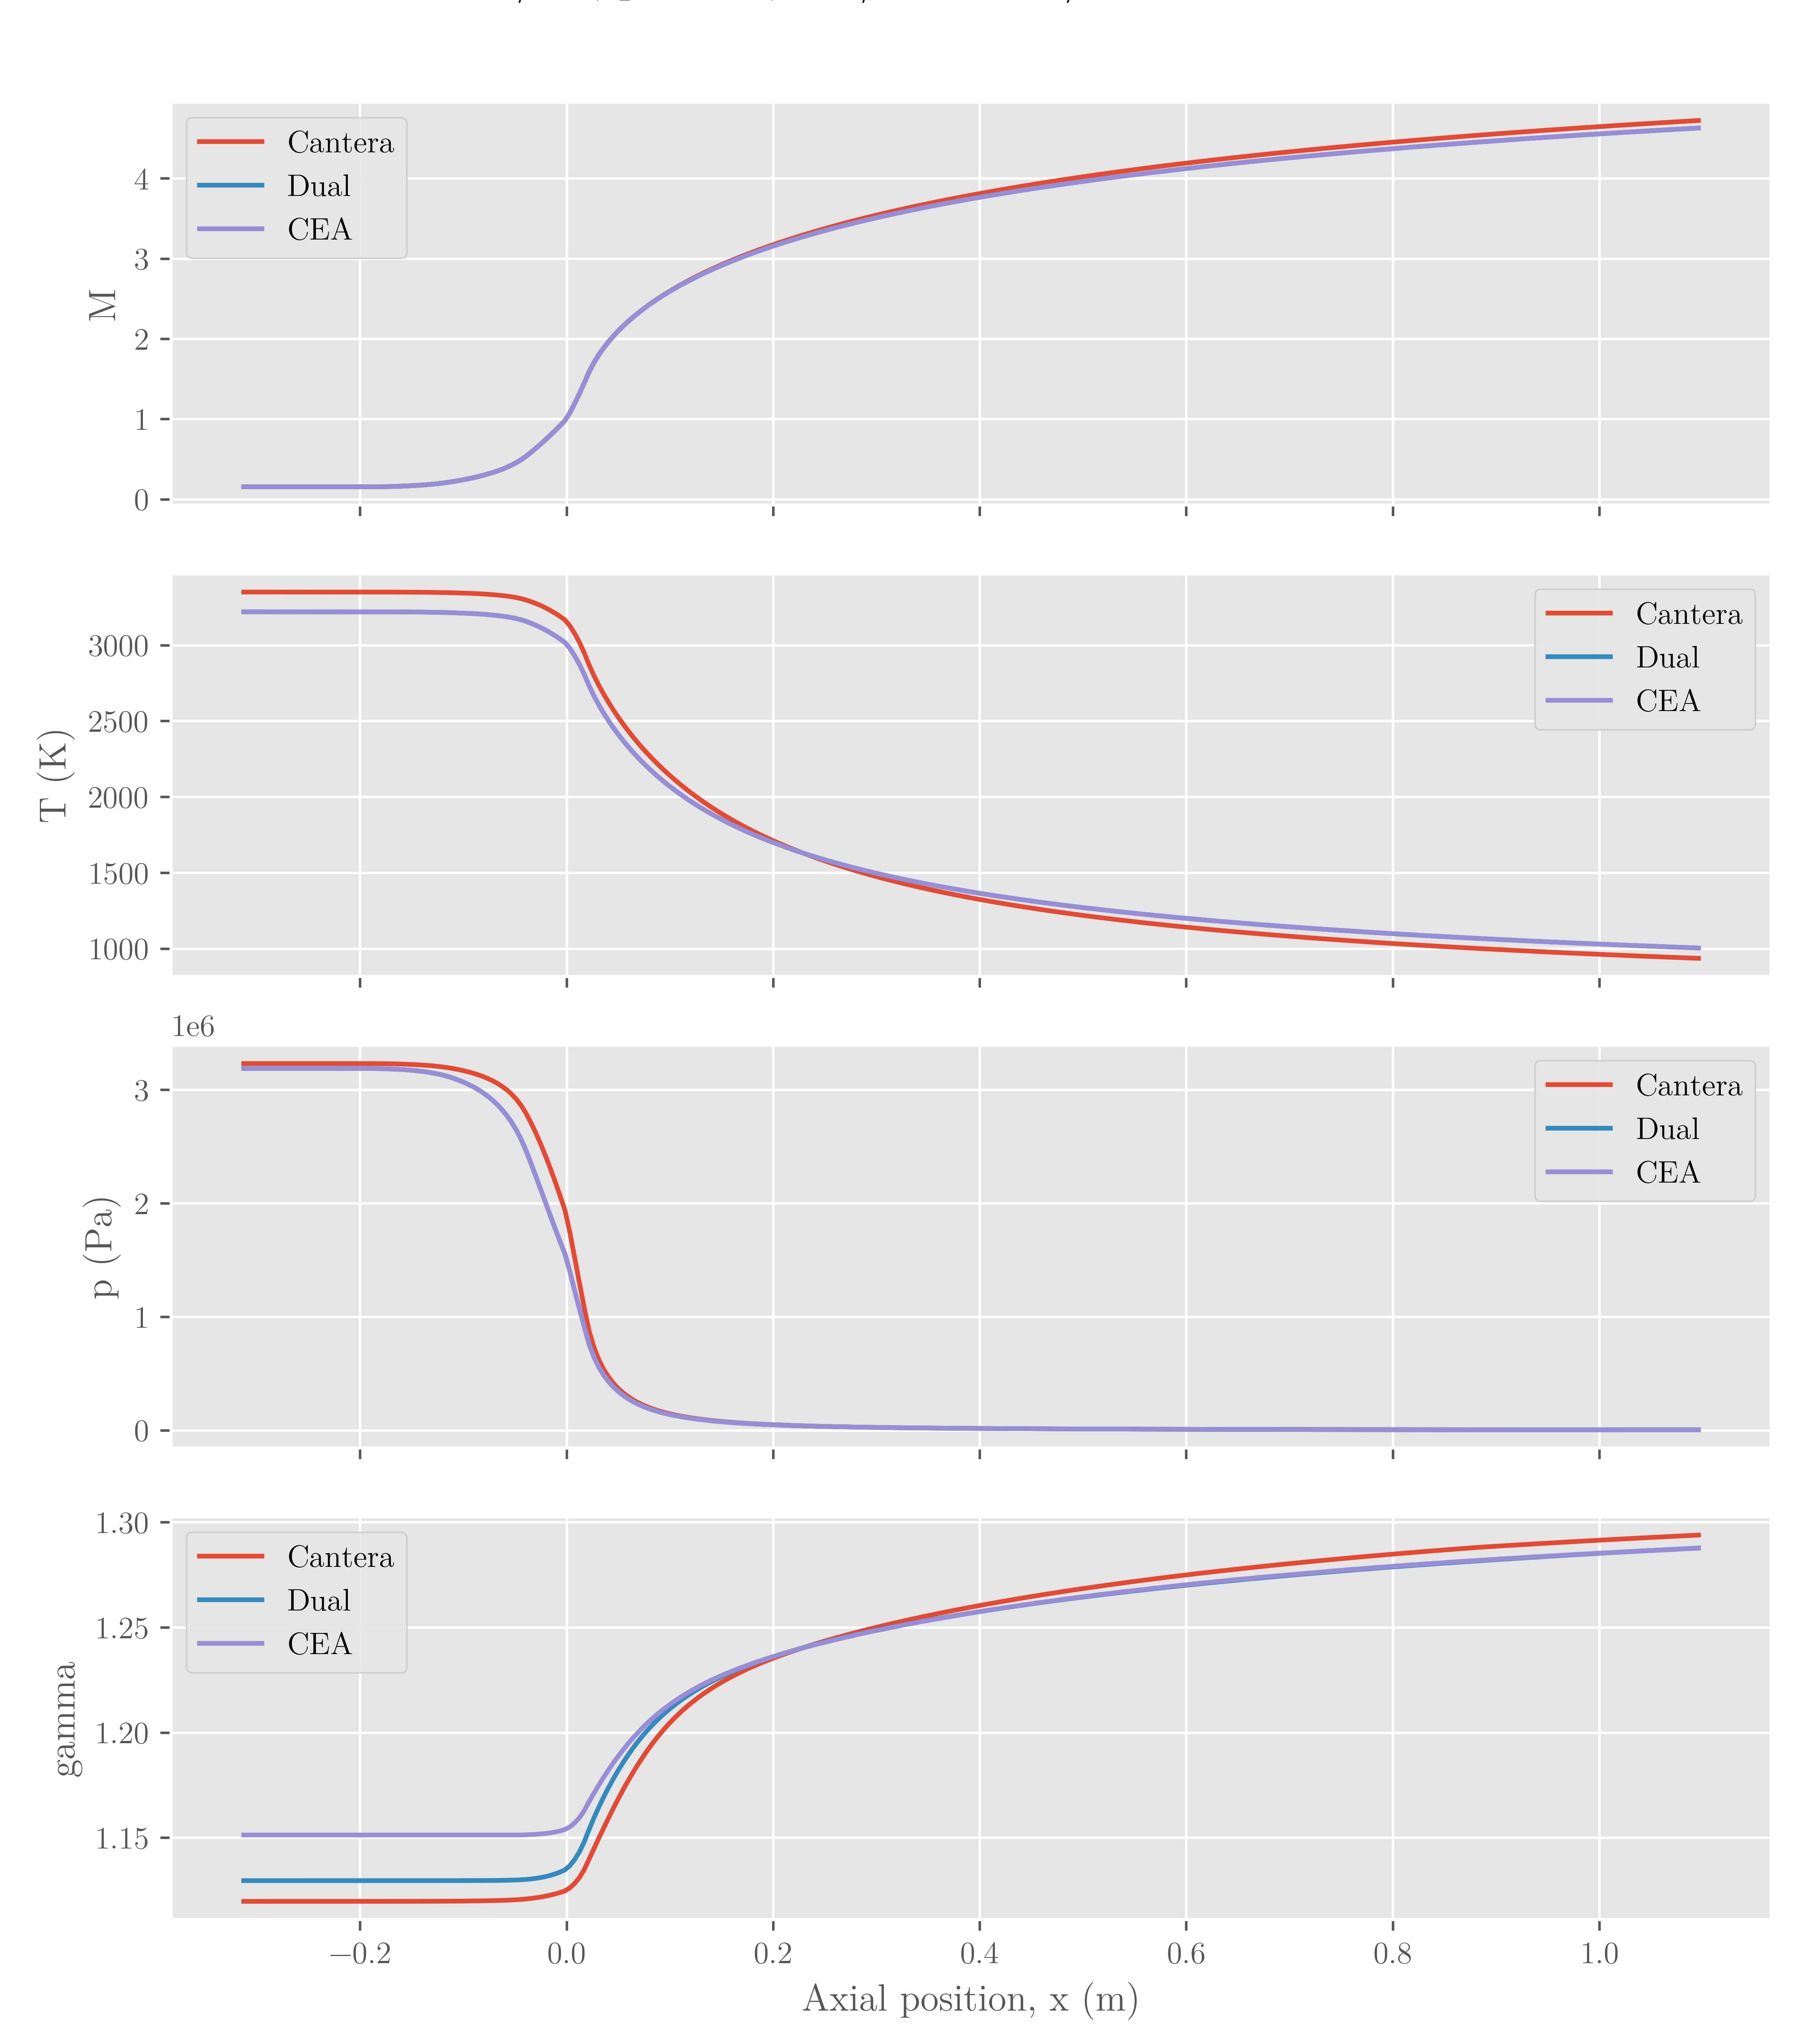 Cantera
Dual
CEA
4
3
2
1
0
M
Cantera
Dual
CEA
3000
2500
2000
1500
1000
T (K)
1e6
Cantera
Dual
CEA
3
2
1
0
p (Pa)
Cantera
Dual
CEA
1.30
1.25
1.20
1.15
gamma
−0.2 0.0 0.2 0.4 0.6 0.8 1.0
Axial position, x (m)